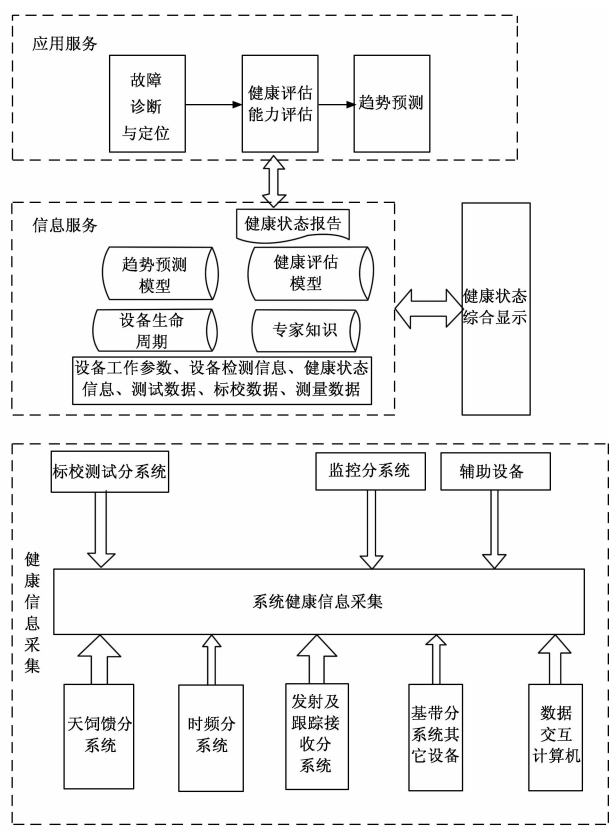 应用服务
故障
诊断
与定位
健康评估
能力评估
趋势预测
信息服务
健康状态报告
趋势预测
模型
健康评估
模型
设备生命
周期
专家知识
设备工作参数、设备检测信息、健康状态
信息、测试数据、标校数据、测量数据
健康状态
综合显示
标校测试分系统
监控分系统
辅助设备
健
康
信
息
采
集
系统健康信息采集
天饲馈分
系统
时频分
系统
发射及
跟踪接
收分
系统
基带分
系统其
它设备
数据
交互
计算机